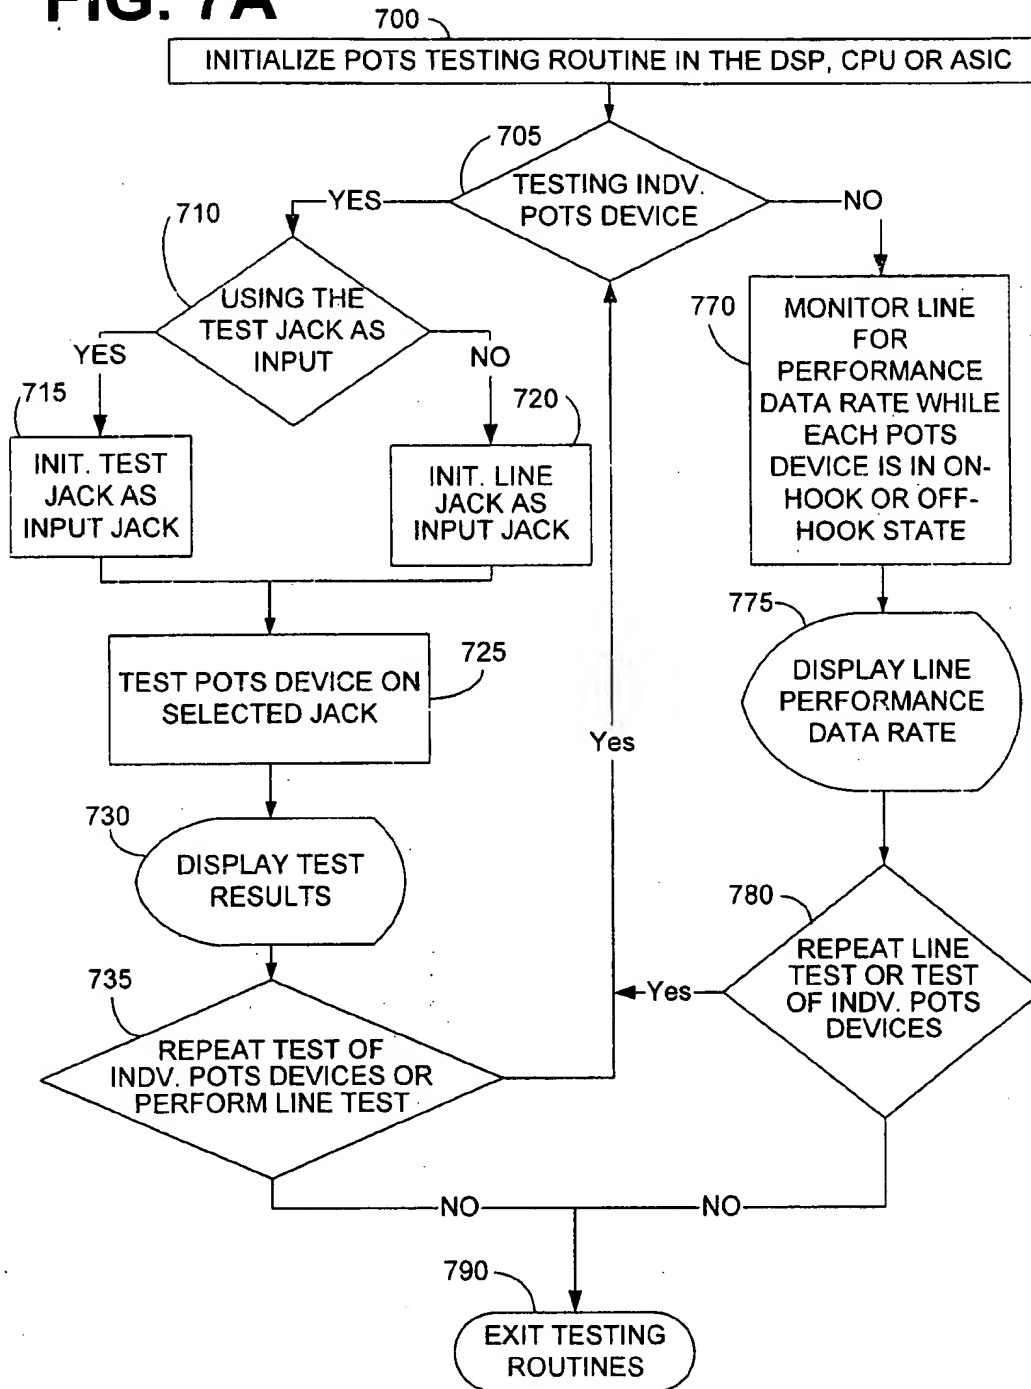 FIG. 7A
700
INITIALIZE POTS TESTING ROUTINE IN THE DSP, CPU OR ASIC
705
TESTING INDV.
POTS DEVICE
YES
NO
710
USING THE
TEST JACK AS
INPUT
YES
NO
715
INIT. TEST
JACK AS
INPUT JACK
720
INIT. LINE
JACK AS
INPUT JACK
770
MONITOR LINE
FOR
PERFORMANCE
DATA RATE WHILE
EACH POTS
DEVICE IS IN ON-
HOOK OR OFF-
HOOK STATE
725
TEST POTS DEVICE ON
SELECTED JACK
775
DISPLAY LINE
PERFORMANCE
DATA RATE
Yes
730
DISPLAY TEST
RESULTS
780
REPEAT LINE
TEST OR TEST
OF INDV. POTS
DEVICES
Yes
735
REPEAT TEST OF
INDV. POTS DEVICES OR
PERFORM LINE TEST
NO
NO
790
EXIT TESTING
ROUTINES